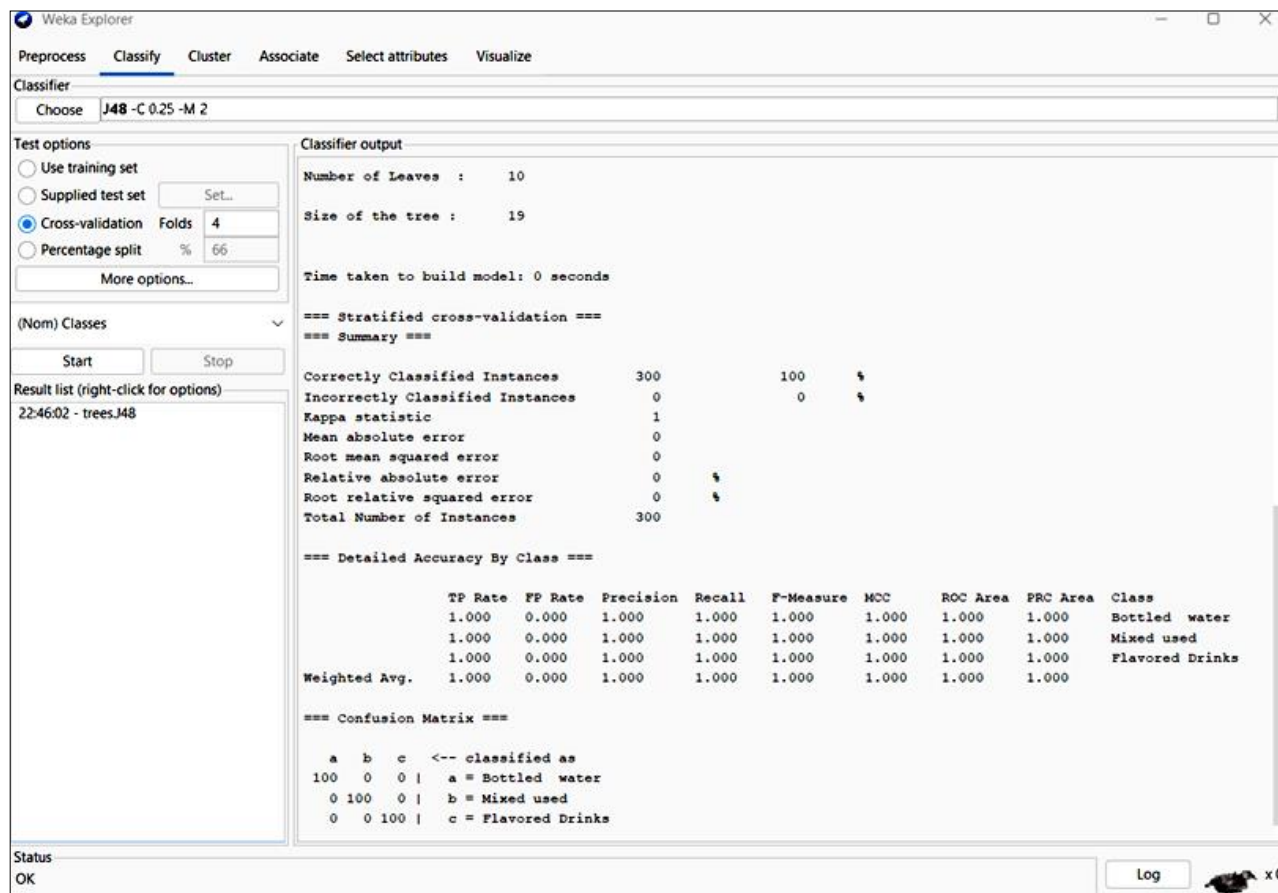 Weka Explorer
Preprocess Classify Cluster Associate Select attributes Visualize
Classifier
Choose J48 -C 0.25 -M 2
Test options
Use training set
Supplied test set Set...
Cross-validation Folds 4
Percentage split % 66
More options...
(Nom) Classes
Start Stop
Result list (right-click for options)
22:46:02 - trees.J48
Classifier output
Number of Leaves : 10
Size of the tree : 19
Time taken to build model: 0 seconds
=== Stratified cross-validation ===
=== Summary ===
Correctly Classified Instances 300 100 %
Incorrectly Classified Instances 0 0 %
Kappa statistic 1
Mean absolute error 0
Root mean squared error 0
Relative absolute error 0 %
Root relative squared error 0 %
Total Number of Instances 300
=== Detailed Accuracy By Class ===
TP Rate FP Rate Precision Recall F-Measure MCC ROC Area PRC Area Class
1.000 0.000 1.000 1.000 1.000 1.000 1.000 1.000 Bottled water
1.000 0.000 1.000 1.000 1.000 1.000 1.000 1.000 Mixed used
1.000 0.000 1.000 1.000 1.000 1.000 1.000 1.000 Flavored Drinks
Weighted Avg. 1.000 0.000 1.000 1.000 1.000 1.000 1.000 1.000
=== Confusion Matrix ===
a b c <-- classified as
100 0 0 | a = Bottled water
0 100 0 | b = Mixed used
0 0 100 | c = Flavored Drinks
Status
OK
Log